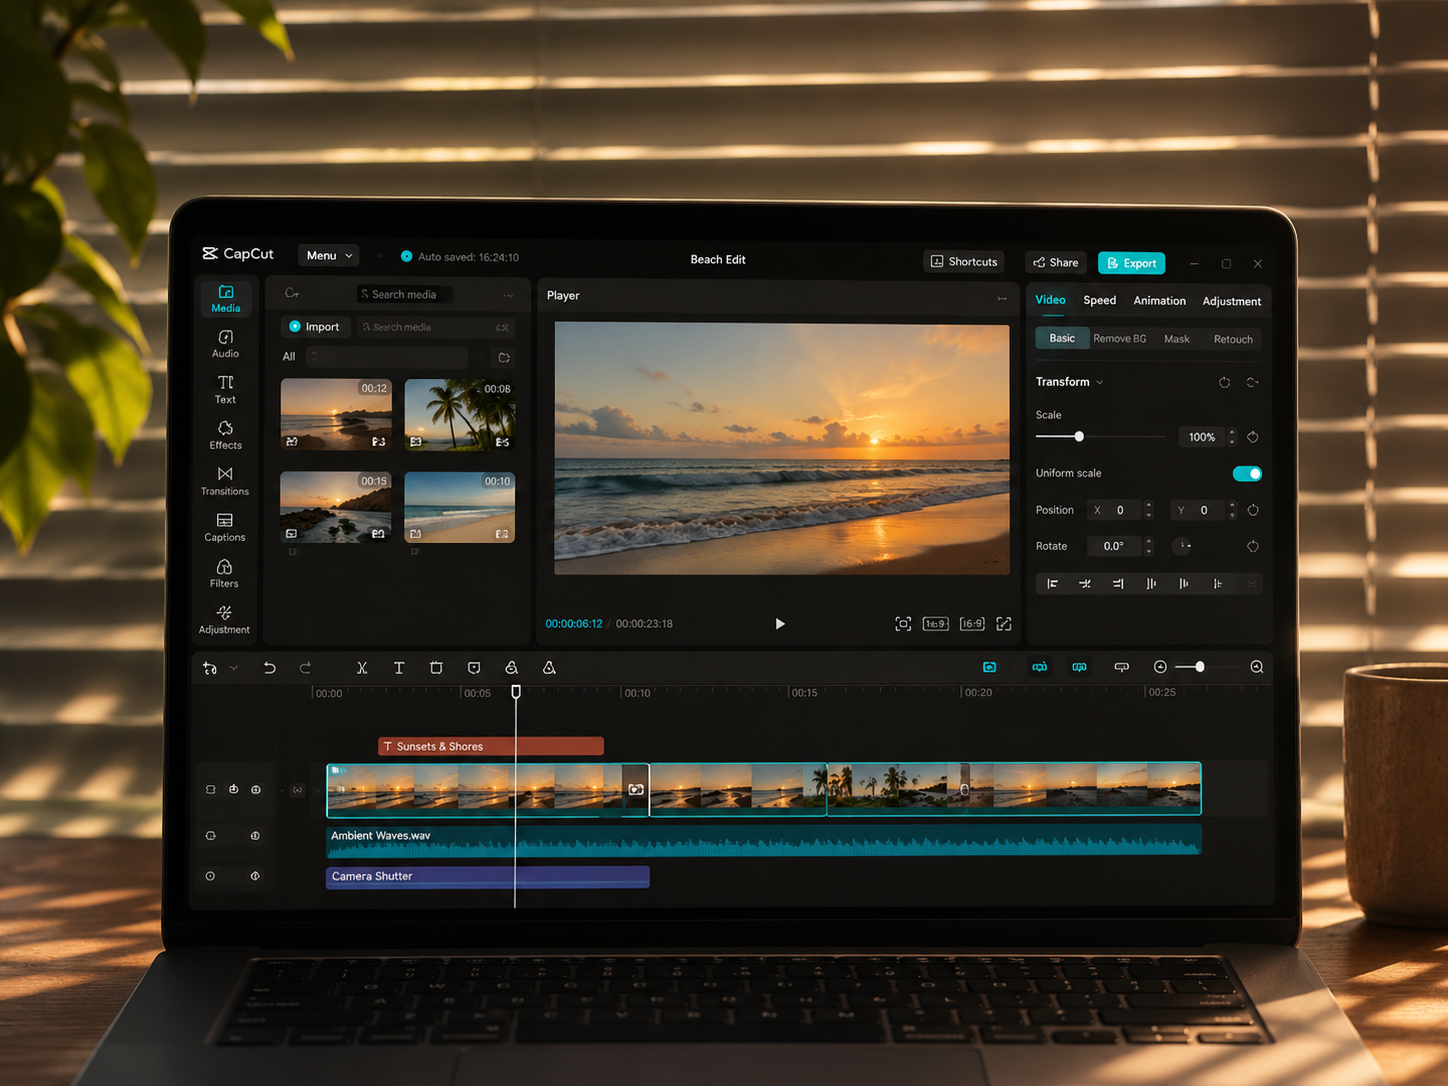 CapCut
Menu
Auto saved: 16:24:10
Beach Edit
Shortcuts
Share
Export
Media
Audio
Text
Effects
Transitions
Captions
Filters
Adjustment
Search media
Import
Search media
All
00:12
00:15
00:10
Player
00:00:06:12 / 00:00:23:18
16:9
Video
Speed
Animation
Adjustment
Basic
Remove BG
Mask
Retouch
Transform
Scale
100%
Uniform scale
Position
X 0
Y 0
Rotate
0.0°
00:00
00:05
00:10
00:15
00:20
00:25
T Sunsets & Shores
Ambient Waves.wav
Camera Shutter